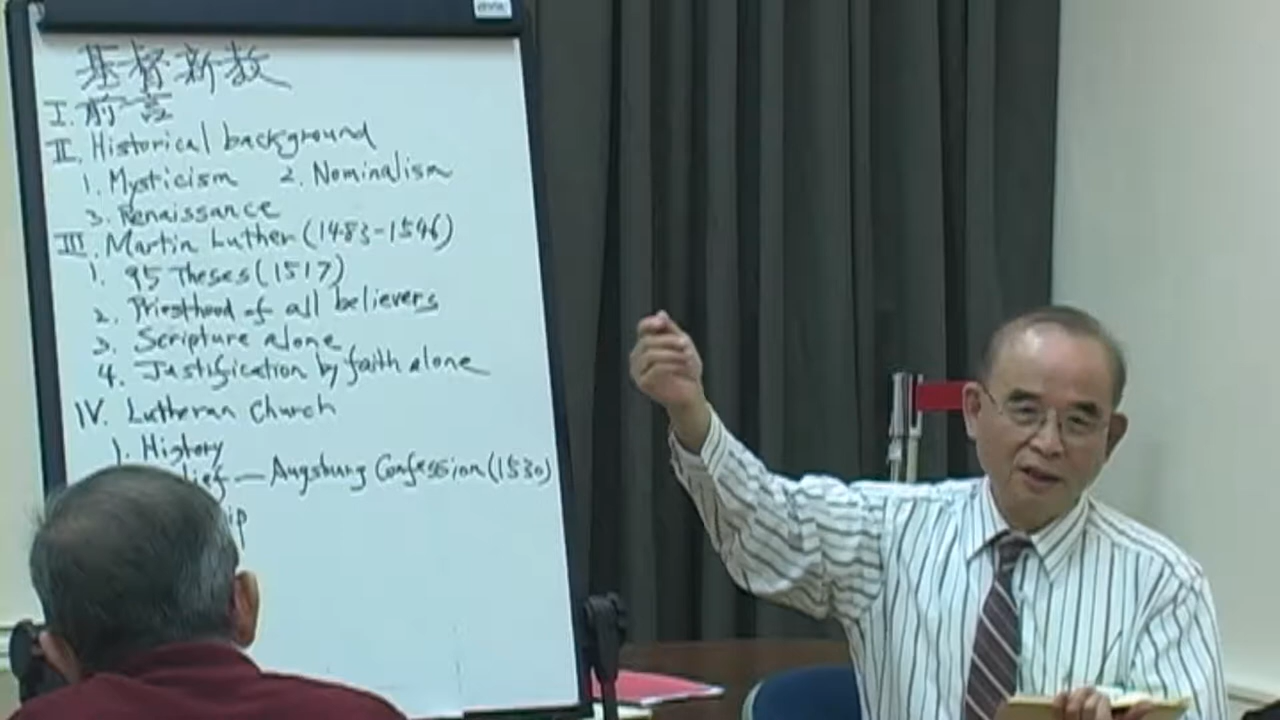 基督新教
I. 前言
II. Historical background
1. Mysticism 2. Nominalism
3. Renaissance
III. Martin Luther (1483-1546)
1. 95 Theses (1517)
2. Priesthood of all believers
3. Scripture alone
4. Justification by faith alone
IV. Lutheran Church
1. History
lief — Augsburg Confession (1530)
ip